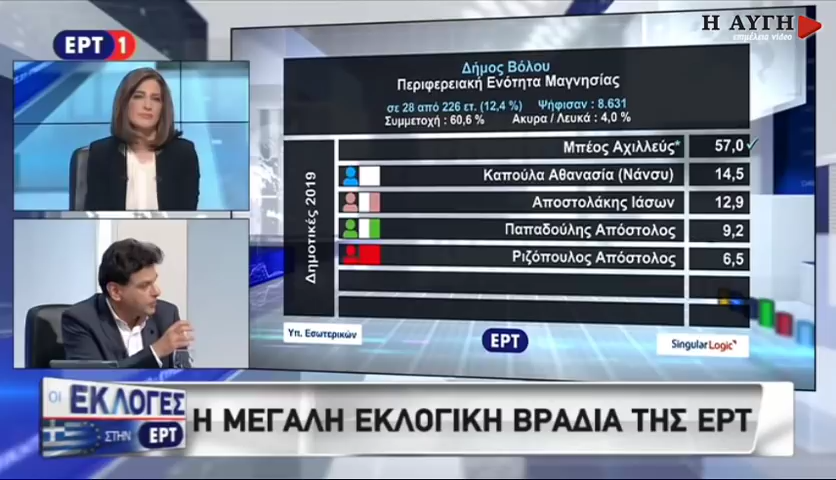 Η ΑΥΓΗ
επιμέλεια video
ΕΡΤ 1
Δήμος Βόλου
Περιφερειακή Ενότητα Μαγνησίας
σε 28 από 226 ετ. (12,4 %) Ψήφισαν : 8.631
Συμμετοχή : 60,6 % Ακυρα / Λευκά : 4,0 %
Δημοτικές 2019
Μπέος Αχιλλεύς* 57,0
Καπούλα Αθανασία (Νάνσυ) 14,5
Αποστολάκης Ιάσων 12,9
Παπαδούλης Απόστολος 9,2
Ριζόπουλος Απόστολος 6,5
Υπ. Εσωτερικών
ΕΡΤ
SingularLogic
ΟΙ ΕΚΛΟΓΕΣ
ΣΤΗΝ ΕΡΤ
Η ΜΕΓΑΛΗ ΕΚΛΟΓΙΚΗ ΒΡΑΔΙΑ ΤΗΣ ΕΡΤ